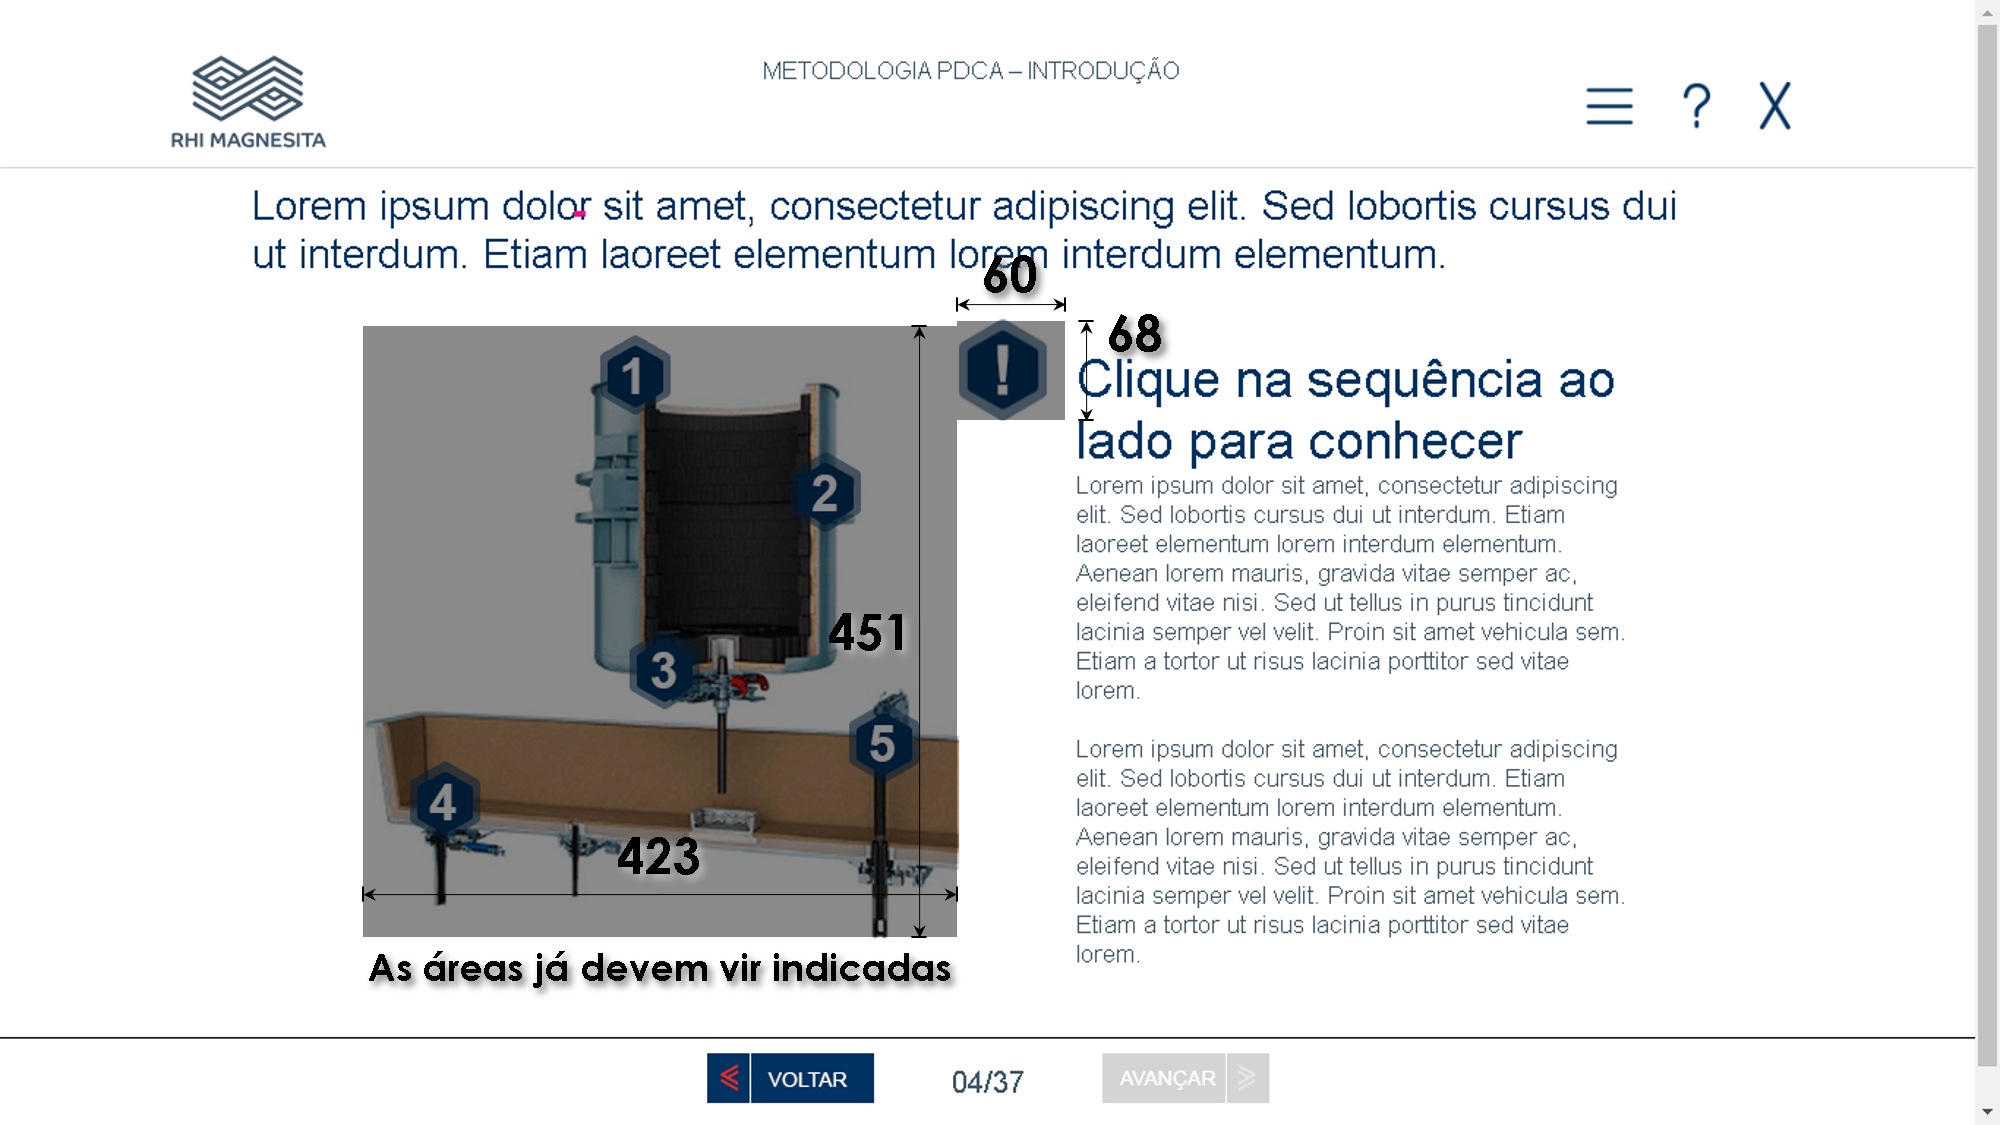 RHI MAGNESITA
METODOLOGIA PDCA – INTRODUÇÃO
? X
Lorem ipsum dolor sit amet, consectetur adipiscing elit. Sed lobortis cursus dui
ut interdum. Etiam laoreet elementum lorem interdum elementum.
60
68
!
1
2
3
4
5
451
423
As áreas já devem vir indicadas
Clique na sequência ao
lado para conhecer
Lorem ipsum dolor sit amet, consectetur adipiscing
elit. Sed lobortis cursus dui ut interdum. Etiam
laoreet elementum lorem interdum elementum.
Aenean lorem mauris, gravida vitae semper ac,
eleifend vitae nisi. Sed ut tellus in purus tincidunt
lacinia semper vel velit. Proin sit amet vehicula sem.
Etiam a tortor ut risus lacinia porttitor sed vitae
lorem.
Lorem ipsum dolor sit amet, consectetur adipiscing
elit. Sed lobortis cursus dui ut interdum. Etiam
laoreet elementum lorem interdum elementum.
Aenean lorem mauris, gravida vitae semper ac,
eleifend vitae nisi. Sed ut tellus in purus tincidunt
lacinia semper vel velit. Proin sit amet vehicula sem.
Etiam a tortor ut risus lacinia porttitor sed vitae
lorem.
VOLTAR
04/37
AVANÇAR